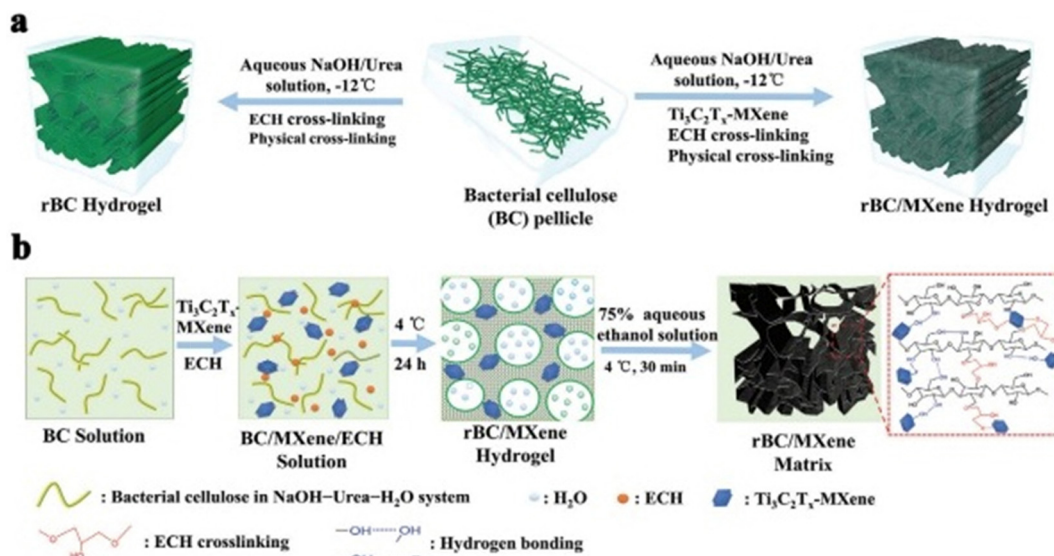 a
Aqueous NaOH/Urea
solution, -12℃
ECH cross-linking
Physical cross-linking
Aqueous NaOH/Urea
solution, -12℃
Ti₃C₂Tₓ-MXene
ECH cross-linking
Physical cross-linking
rBC Hydrogel
Bacterial cellulose
(BC) pellicle
rBC/MXene Hydrogel
b
Ti₃C₂Tₓ-
MXene
ECH
4 ℃
24 h
75% aqueous
ethanol solution
4 ℃, 30 min
BC Solution
BC/MXene/ECH
Solution
rBC/MXene
Hydrogel
rBC/MXene
Matrix
: Bacterial cellulose in NaOH−Urea−H₂O system
: H₂O
: ECH
: Ti₃C₂Tₓ-MXene
: ECH crosslinking
: Hydrogen bonding